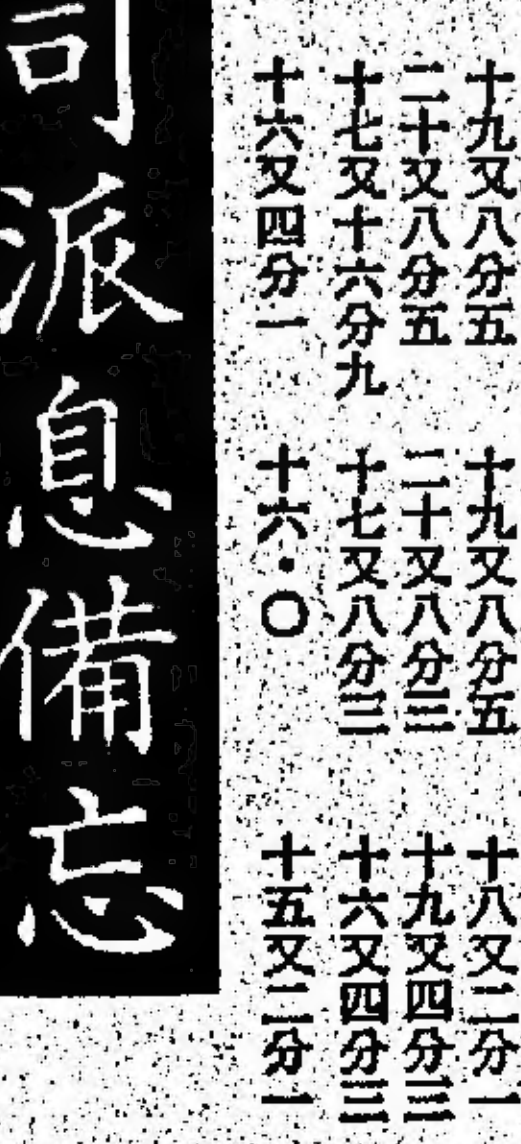 十九又八分五 十九又八分五 十八又二分一
二十又八分五 二十又八分三 十九又四分三
十七又十六分九 十七又八分三 十六又四分三
十六又四分一 十六・〇 十五又二分一
司派息備忘